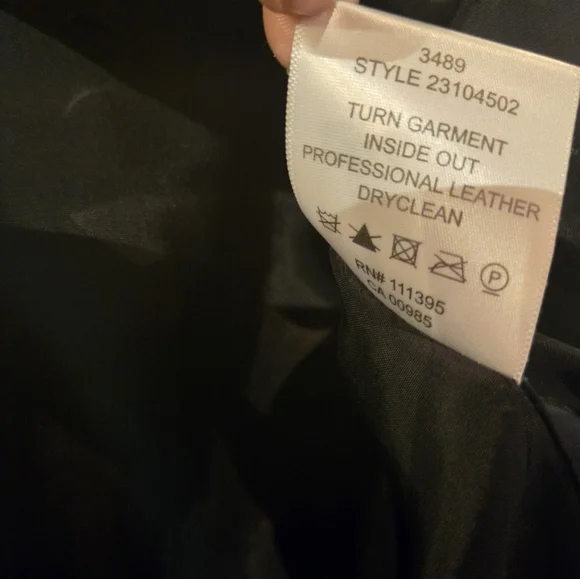 3489
STYLE 23104502
TURN GARMENT
INSIDE OUT
PROFESSIONAL LEATHER
DRYCLEAN
P
RN# 111395
CA 00985